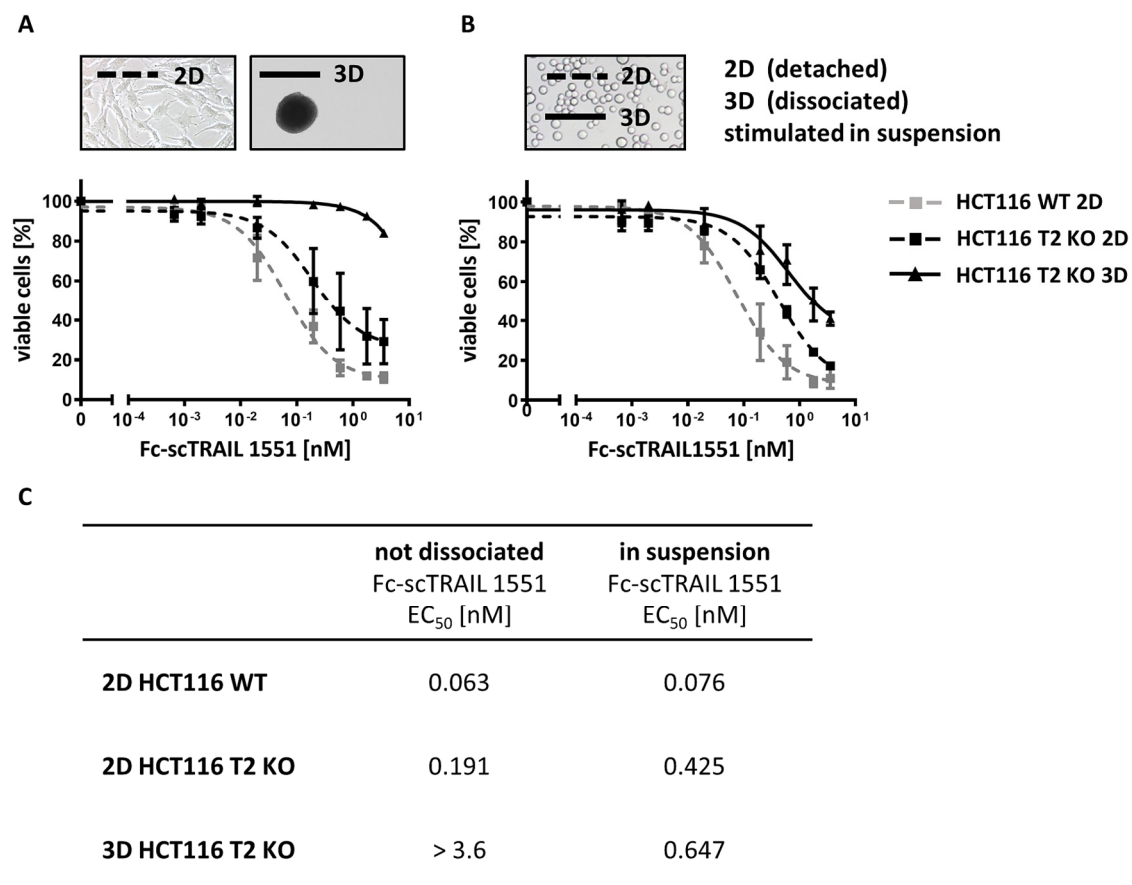 A
2D
3D
viable cells [%]
100
80
60
40
20
0
0
10-4
10-3
10-2
10-1
100
101
Fc-scTRAIL 1551 [nM]
B
2D
3D
2D (detached)
3D (dissociated)
stimulated in suspension
viable cells [%]
100
80
60
40
20
0
0
10-4
10-3
10-2
10-1
100
101
Fc-scTRAIL1551 [nM]
HCT116 WT 2D
HCT116 T2 KO 2D
HCT116 T2 KO 3D
C
not dissociated in suspension
Fc-scTRAIL 1551 Fc-scTRAIL 1551
EC50 [nM] EC50 [nM]
2D HCT116 WT 0.063 0.076
2D HCT116 T2 KO 0.191 0.425
3D HCT116 T2 KO > 3.6 0.647